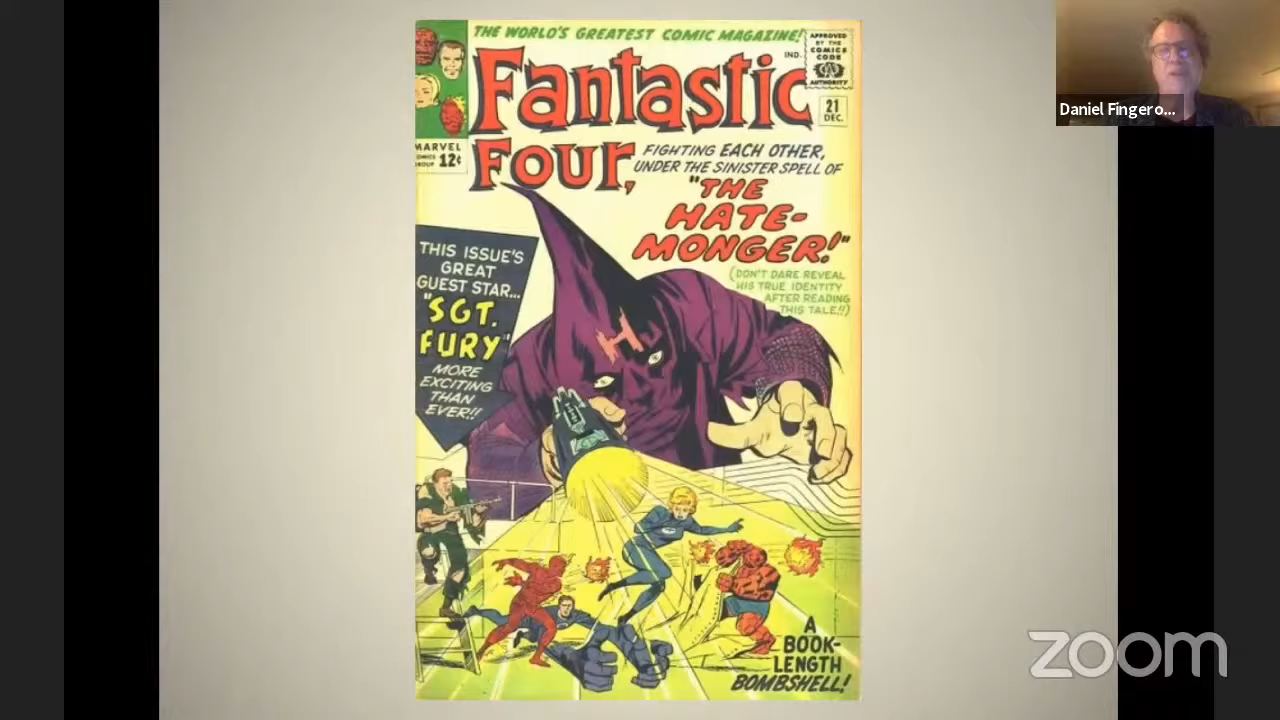 THE WORLD'S GREATEST COMIC MAGAZINE!
IND.
APPROVED
BY THE
COMICS
CODE
AUTHORITY
Fantastic
Four,
21
DEC.
MARVEL
COMICS
GROUP
12¢
FIGHTING EACH OTHER,
UNDER THE SINISTER SPELL OF
"THE
HATE-
MONGER!"
(DON'T DARE REVEAL
HIS TRUE IDENTITY
AFTER READING
THIS TALE!!)
THIS ISSUE'S
GREAT
GUEST STAR...
"SGT.
FURY"
MORE
EXCITING
THAN
EVER!!
H
A
BOOK-
LENGTH
BOMBSHELL!
Daniel Fingero...
zoom